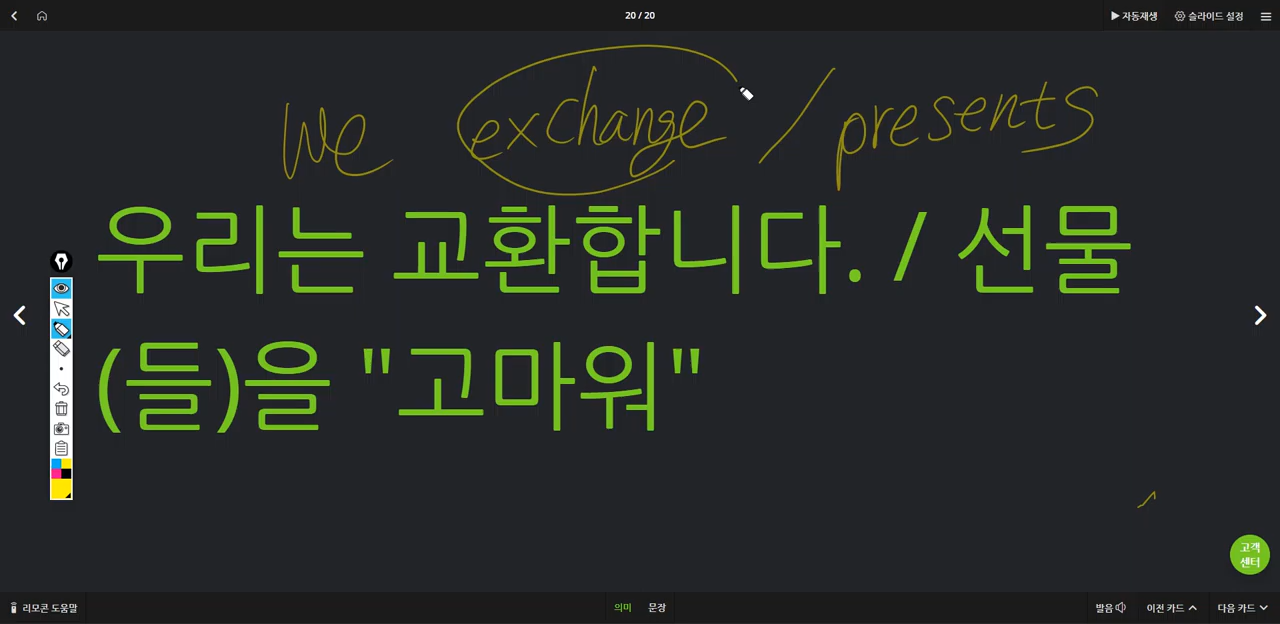 20 / 20
자동재생
슬라이드 설정
We exchange / presents
우리는 교환합니다. / 선물
(들)을 "고마워"
고객
센터
리모콘 도움말
의미
문장
발음
이전 카드
다음 카드